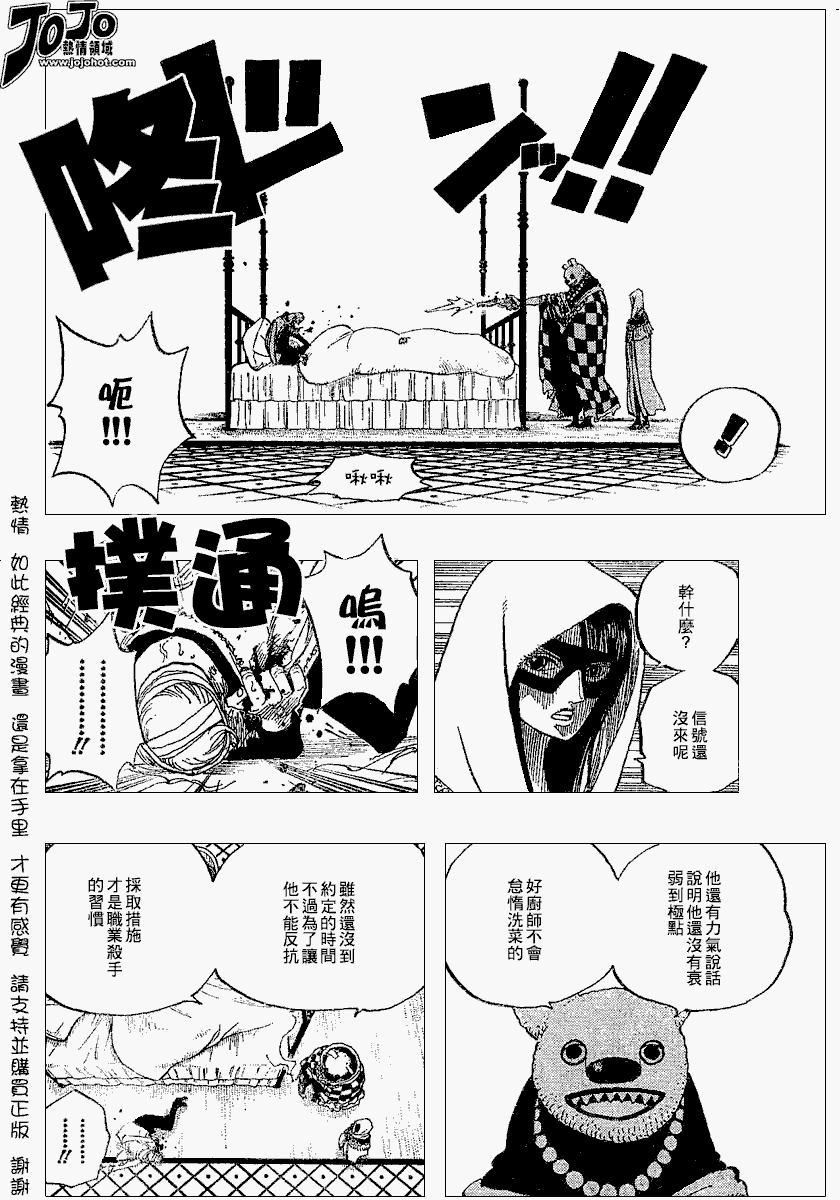 JOJO
熱情領域
www.jojohot.com
咚
ドンッ!!
呃
!!!
!
啾啾
幹什麼?
信號還
沒來呢
撲通
嗚
!!!
………!!
他還有力氣說話
說明他還沒有衰
弱到極點
好廚師不會
怠惰洗菜的
雖然還沒到
約定的時間
不過為了讓
他不能反抗
採取措施
才是職業殺手
的習慣
………!!
熱情 如此經典的漫畫 還是拿在手里 才更有感覺 請支持並購買正版 謝謝